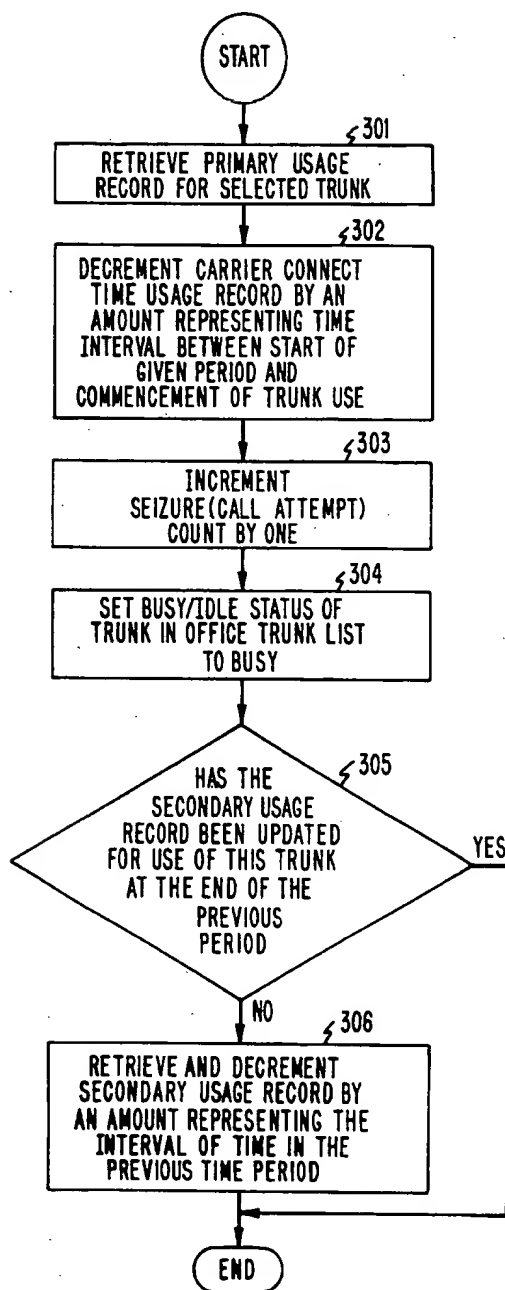 START
301
RETRIEVE PRIMARY USAGE
RECORD FOR SELECTED TRUNK
302
DECREMENT CARRIER CONNECT
TIME USAGE RECORD BY AN
AMOUNT REPRESENTING TIME
INTERVAL BETWEEN START OF
GIVEN PERIOD AND
COMMENCEMENT OF TRUNK USE
303
INCREMENT
SEIZURE(CALL ATTEMPT)
COUNT BY ONE
304
SET BUSY/IDLE STATUS OF
TRUNK IN OFFICE TRUNK LIST
TO BUSY
305
HAS THE
SECONDARY USAGE
RECORD BEEN UPDATED
FOR USE OF THIS TRUNK
AT THE END OF THE
PREVIOUS
PERIOD
YES
NO
306
RETRIEVE AND DECREMENT
SECONDARY USAGE RECORD BY
AN AMOUNT REPRESENTING THE
INTERVAL OF TIME IN THE
PREVIOUS TIME PERIOD
END